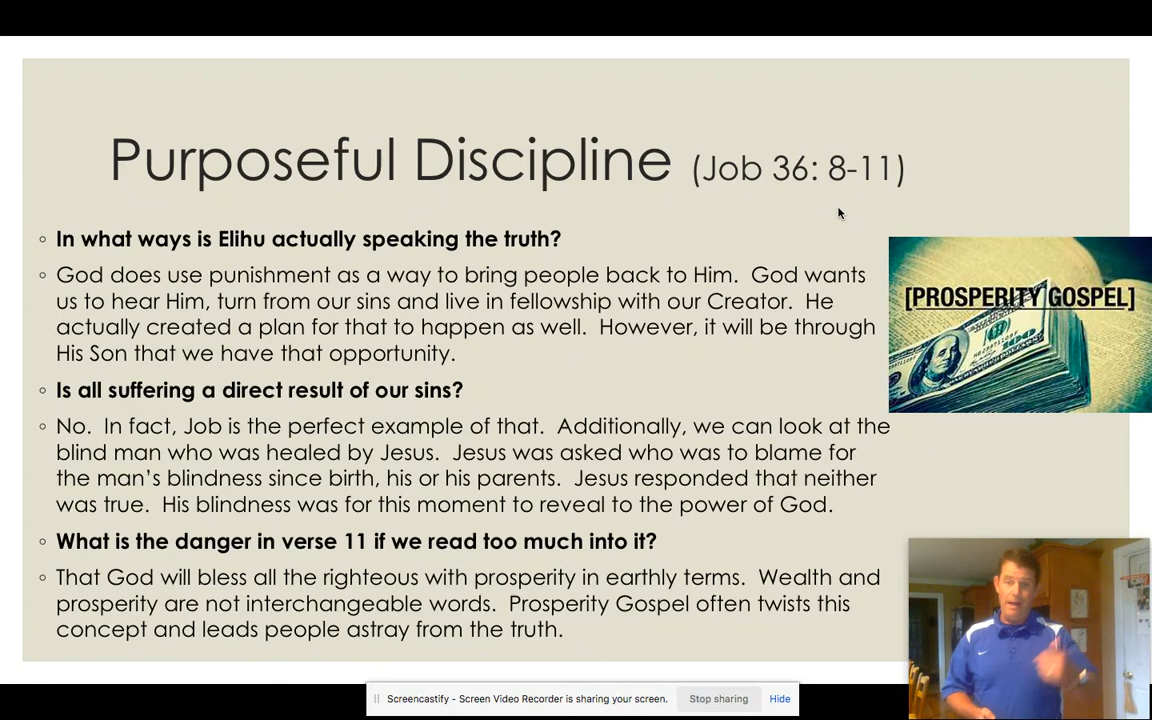 Purposeful Discipline (Job 36: 8-11)
◦ In what ways is Elihu actually speaking the truth?
◦ God does use punishment as a way to bring people back to Him.  God wants
us to hear Him, turn from our sins and live in fellowship with our Creator.  He
actually created a plan for that to happen as well.  However, it will be through
His Son that we have that opportunity.
[PROSPERITY GOSPEL]
◦ Is all suffering a direct result of our sins?
◦ No.  In fact, Job is the perfect example of that.  Additionally, we can look at the
blind man who was healed by Jesus.  Jesus was asked who was to blame for
the man's blindness since birth, his or his parents.  Jesus responded that neither
was true.  His blindness was for this moment to reveal to the power of God.
◦ What is the danger in verse 11 if we read too much into it?
◦ That God will bless all the righteous with prosperity in earthly terms.  Wealth and
prosperity are not interchangeable words.  Prosperity Gospel often twists this
concept and leads people astray from the truth.
Screencastify - Screen Video Recorder is sharing your screen. Stop sharing Hide